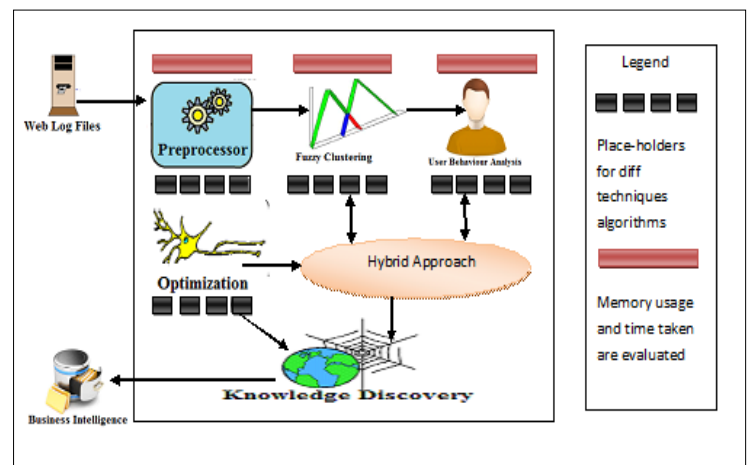 Web Log Files
Preprocessor
Fuzzy Clustering
User Behaviour Analysis
Optimization
Hybrid Approach
Knowledge Discovery
Business Intelligence
Legend
Place-holders
for diff
techniques
algorithms
Memory usage
and time taken
are evaluated